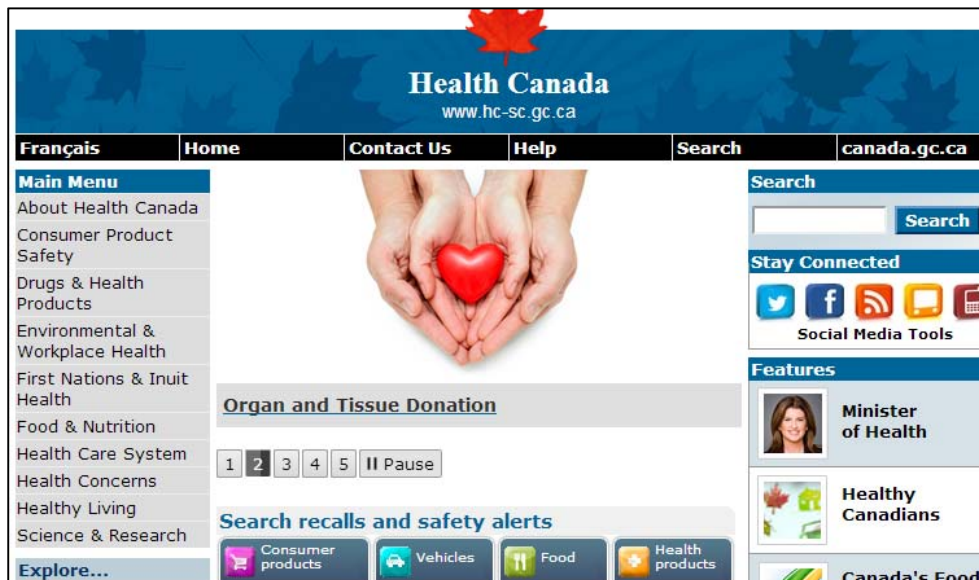 Health Canada
www.hc-sc.gc.ca
Français Home Contact Us Help Search canada.gc.ca
Main Menu
About Health Canada
Consumer Product
Safety
Drugs & Health
Products
Environmental &
Workplace Health
First Nations & Inuit
Health
Food & Nutrition
Health Care System
Health Concerns
Healthy Living
Science & Research
Explore...
Organ and Tissue Donation
1 2 3 4 5 Pause
Search recalls and safety alerts
Consumer
products
Vehicles
Food
Health
products
Search
Search
Stay Connected
Social Media Tools
Features
Minister
of Health
Healthy
Canadians
Canada's Food